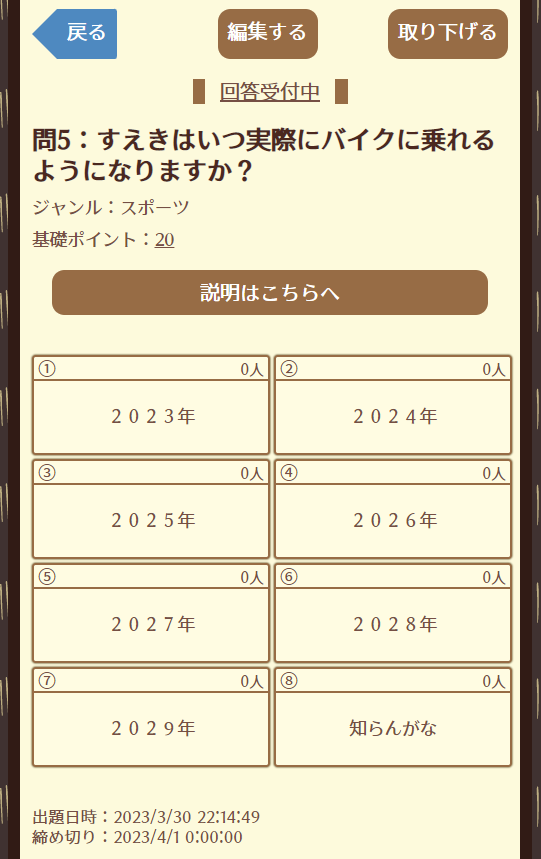 戻る 編集する 取り下げる
回答受付中
問5：すえきはいつ実際にバイクに乗れる
ようになりますか？
ジャンル：スポーツ
基礎ポイント：20
説明はこちらへ
① 0人 ② 0人
２０２３年 ２０２４年
③ 0人 ④ 0人
２０２５年 ２０２６年
⑤ 0人 ⑥ 0人
２０２７年 ２０２８年
⑦ 0人 ⑧ 0人
２０２９年 知らんがな
出題日時：2023/3/30 22:14:49
締め切り：2023/4/1 0:00:00